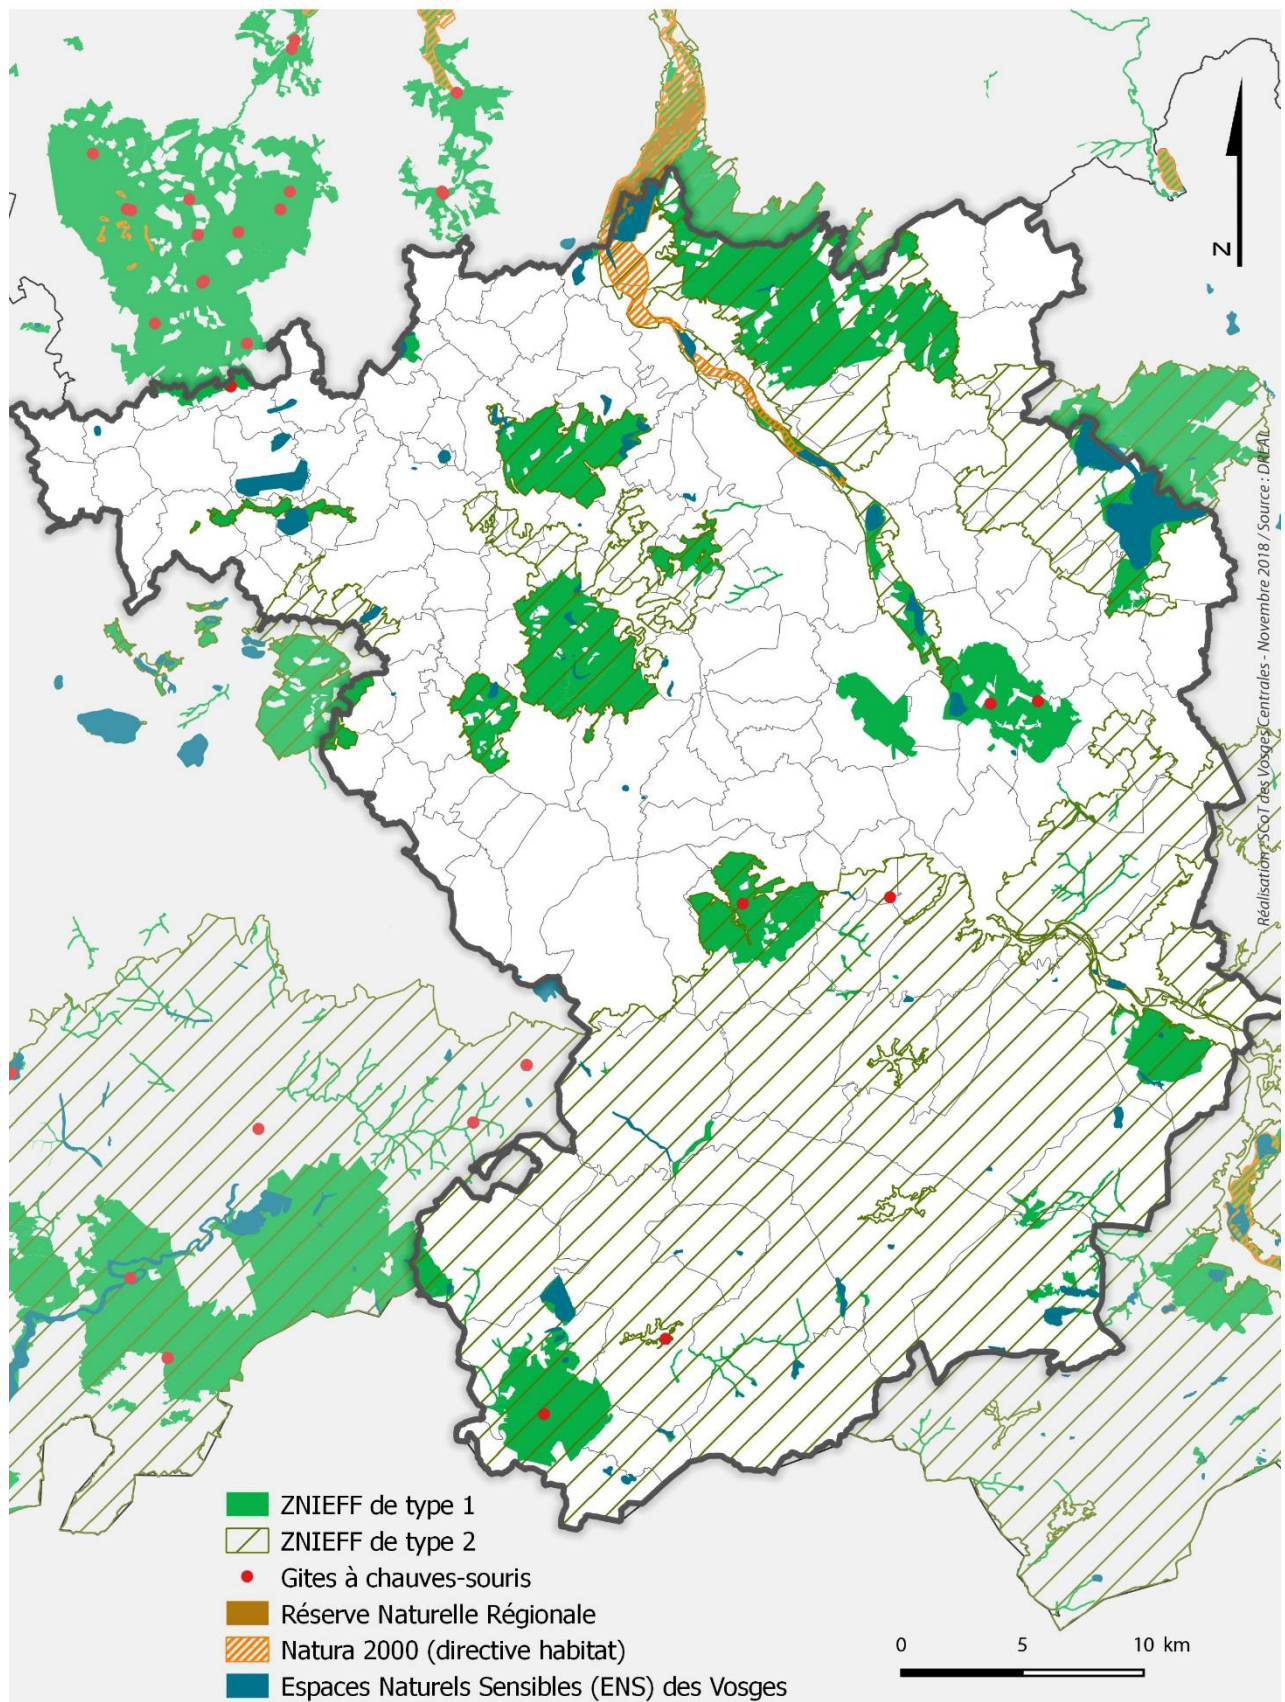 N
Réalisation : SCoT des Vosges Centrales - Novembre 2018 / Source : DREAL
ZNIEFF de type 1
ZNIEFF de type 2
Gites à chauves-souris
Réserve Naturelle Régionale
Natura 2000 (directive habitat)
Espaces Naturels Sensibles (ENS) des Vosges
0 5 10 km